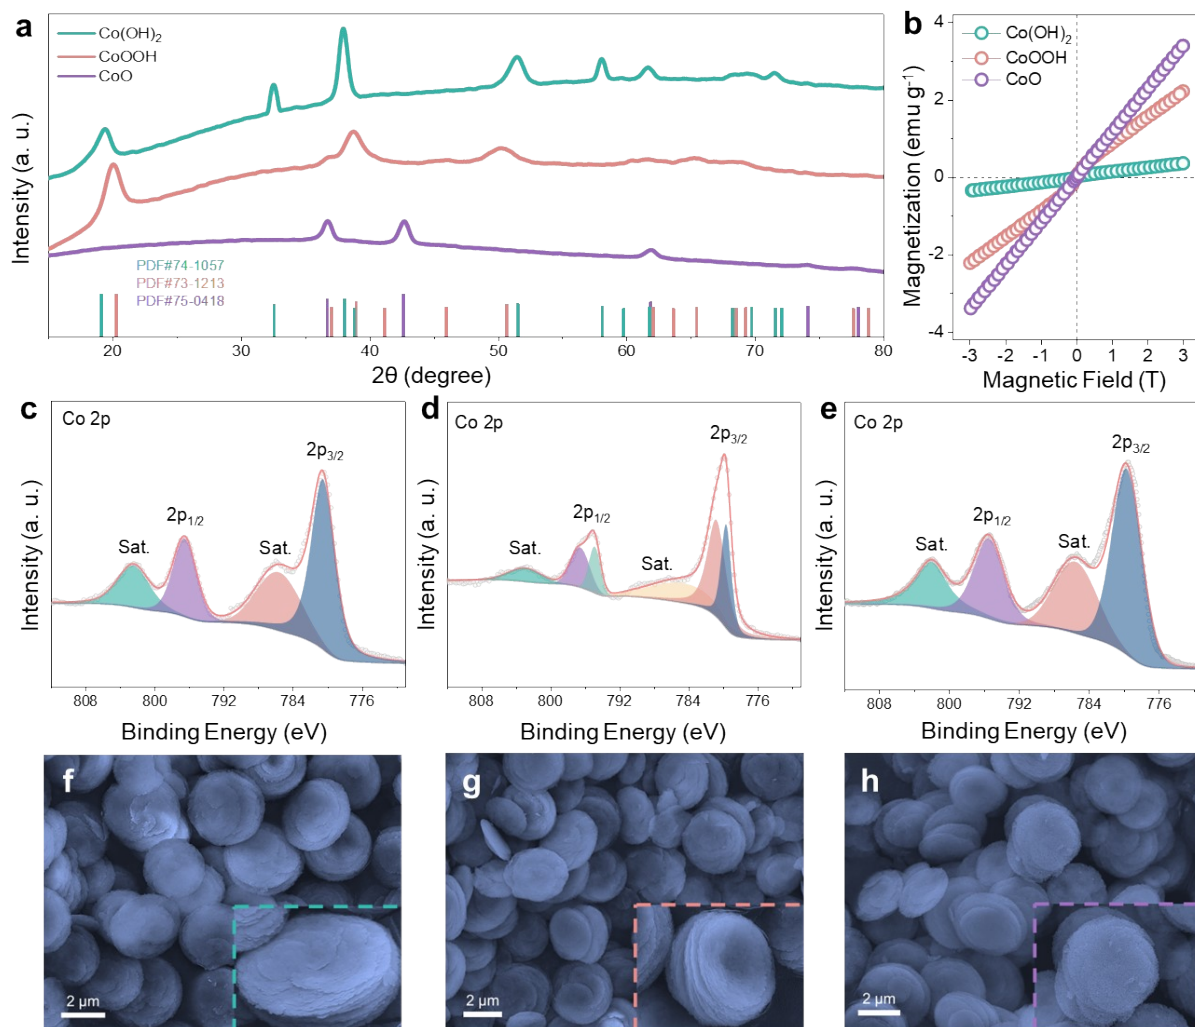 a
Co(OH)₂
CoOOH
CoO
Intensity (a. u.)
PDF#74-1057
PDF#73-1213
PDF#75-0418
20 30 40 50 60 70 80
2θ (degree)
b
Co(OH)₂
CoOOH
CoO
Magnetization (emu g⁻¹)
4
2
0
-2
-4
-3 -2 -1 0 1 2 3
Magnetic Field (T)
c
Co 2p
2p₃/₂
2p₁/₂
Sat.
Sat.
Intensity (a. u.)
808 800 792 784 776
Binding Energy (eV)
d
Co 2p
2p₃/₂
2p₁/₂
Sat.
Sat.
Intensity (a. u.)
808 800 792 784 776
Binding Energy (eV)
e
Co 2p
2p₃/₂
2p₁/₂
Sat.
Sat.
Intensity (a. u.)
808 800 792 784 776
Binding Energy (eV)
f
2 μm
g
2 μm
h
2 μm